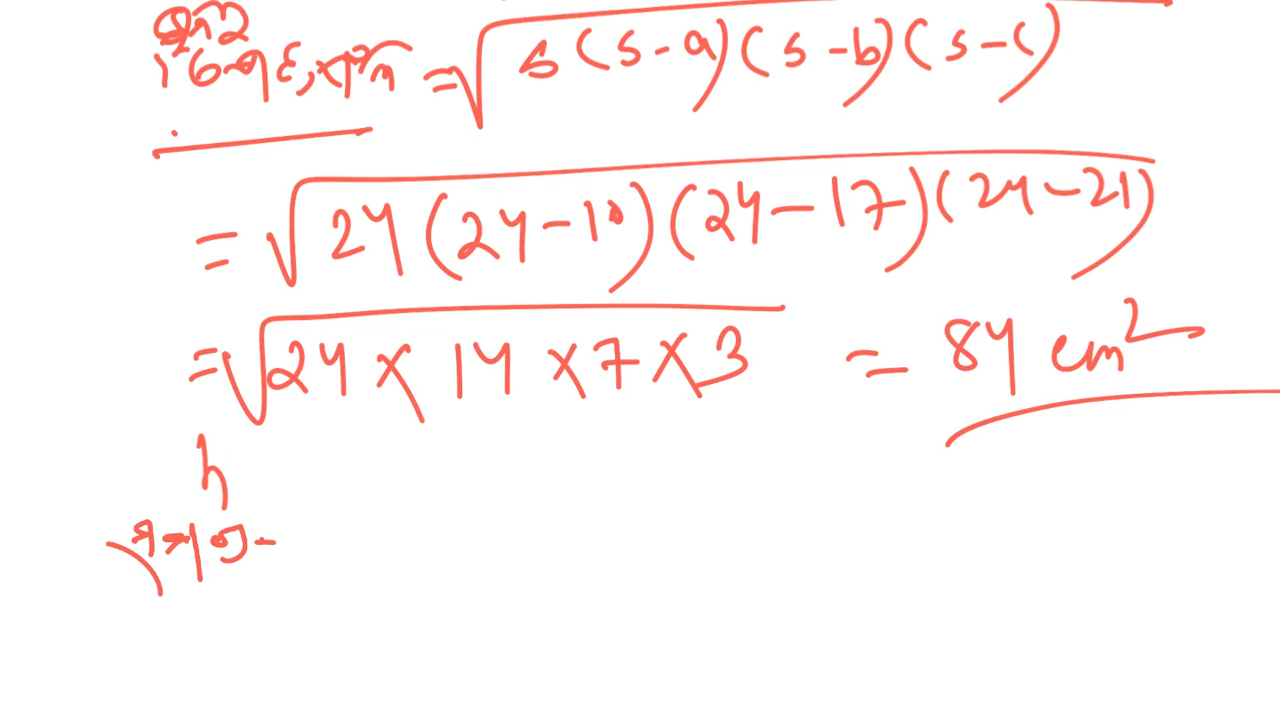 = √s(s-a)(s-b)(s-c)
= √24(24-10)(24-17)(24-21)
= √24 × 14 × 7 × 3 = 84 cm²
h